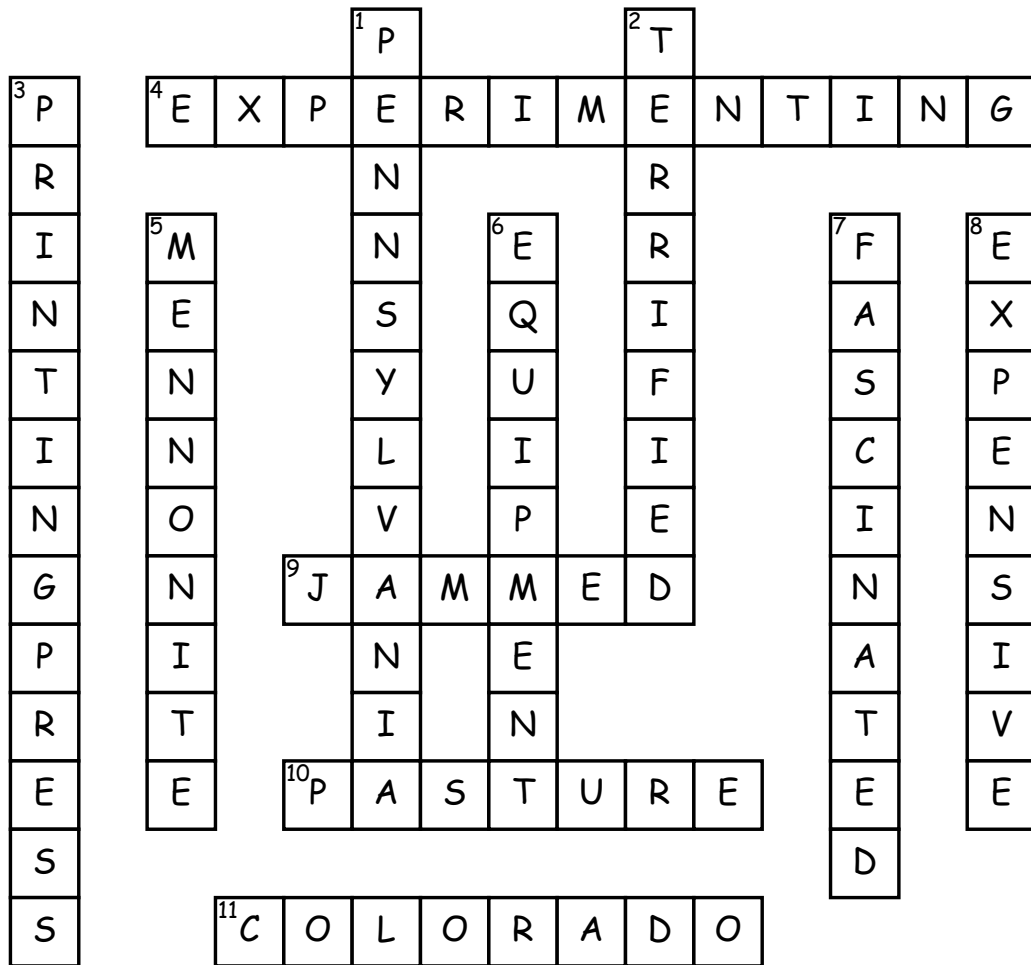 1 P 2 T
3 P 4 E X P E R I M E N T I N G
R N R
I 5 M N 6 E R 7 F 8 E
N E S Q I A X
T N Y U F S P
I N L I I C E
N O V P E I N
G N 9 J A M M E D N S
P I N E A I
R T I N T V
E E 10 P A S T U R E E E
S D
S 11 C O L O R A D O